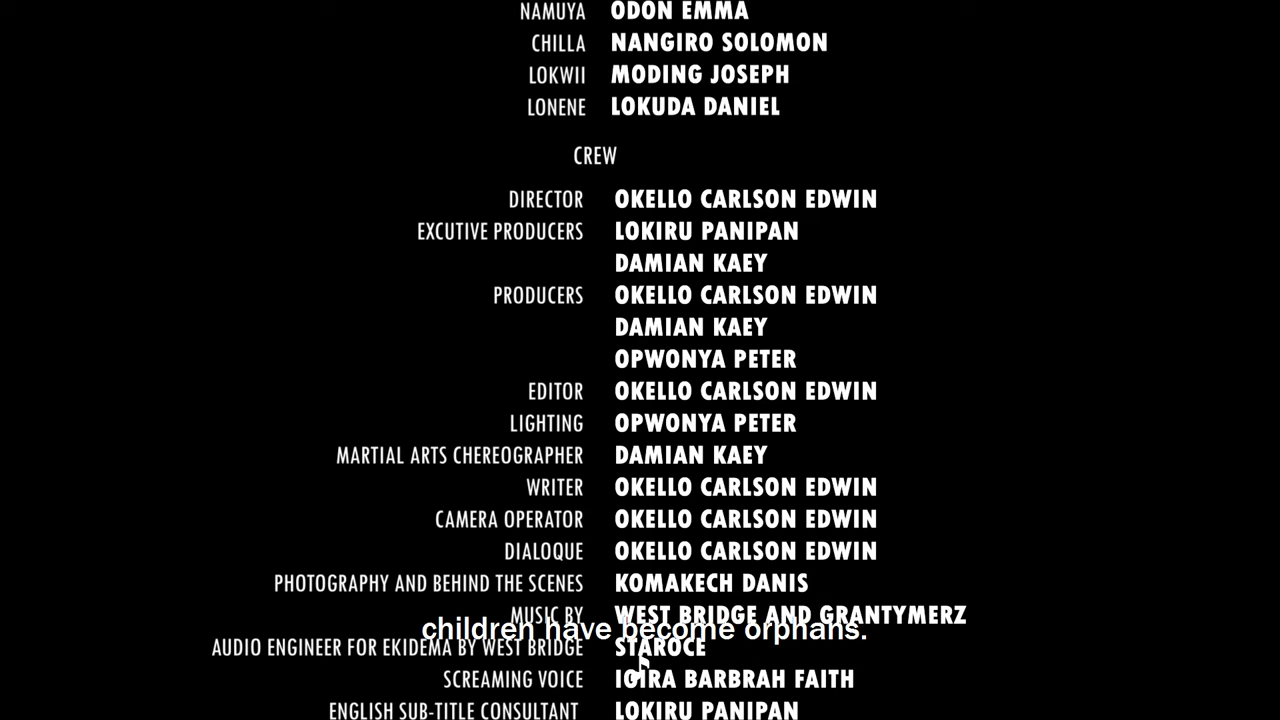 NAMUYA ODON EMMA
CHILLA NANGIRO SOLOMON
LOKWII MODING JOSEPH
LONENE LOKUDA DANIEL
CREW
DIRECTOR OKELLO CARLSON EDWIN
EXCUTIVE PRODUCERS LOKIRU PANIPAN
DAMIAN KAEY
PRODUCERS OKELLO CARLSON EDWIN
DAMIAN KAEY
OPWONYA PETER
EDITOR OKELLO CARLSON EDWIN
LIGHTING OPWONYA PETER
MARTIAL ARTS CHEREOGRAPHER DAMIAN KAEY
WRITER OKELLO CARLSON EDWIN
CAMERA OPERATOR OKELLO CARLSON EDWIN
DIALOQUE OKELLO CARLSON EDWIN
PHOTOGRAPHY AND BEHIND THE SCENES KOMAKECH DANIS
MUSIC BY WEST BRIDGE AND GRANTYMERZ
children have become orphans.
AUDIO ENGINEER FOR EKIDEMA BY WEST BRIDGE STAROCE
♪
SCREAMING VOICE IGIRA BARBRAH FAITH
ENGLISH SUB-TITLE CONSULTANT LOKIRU PANIPAN